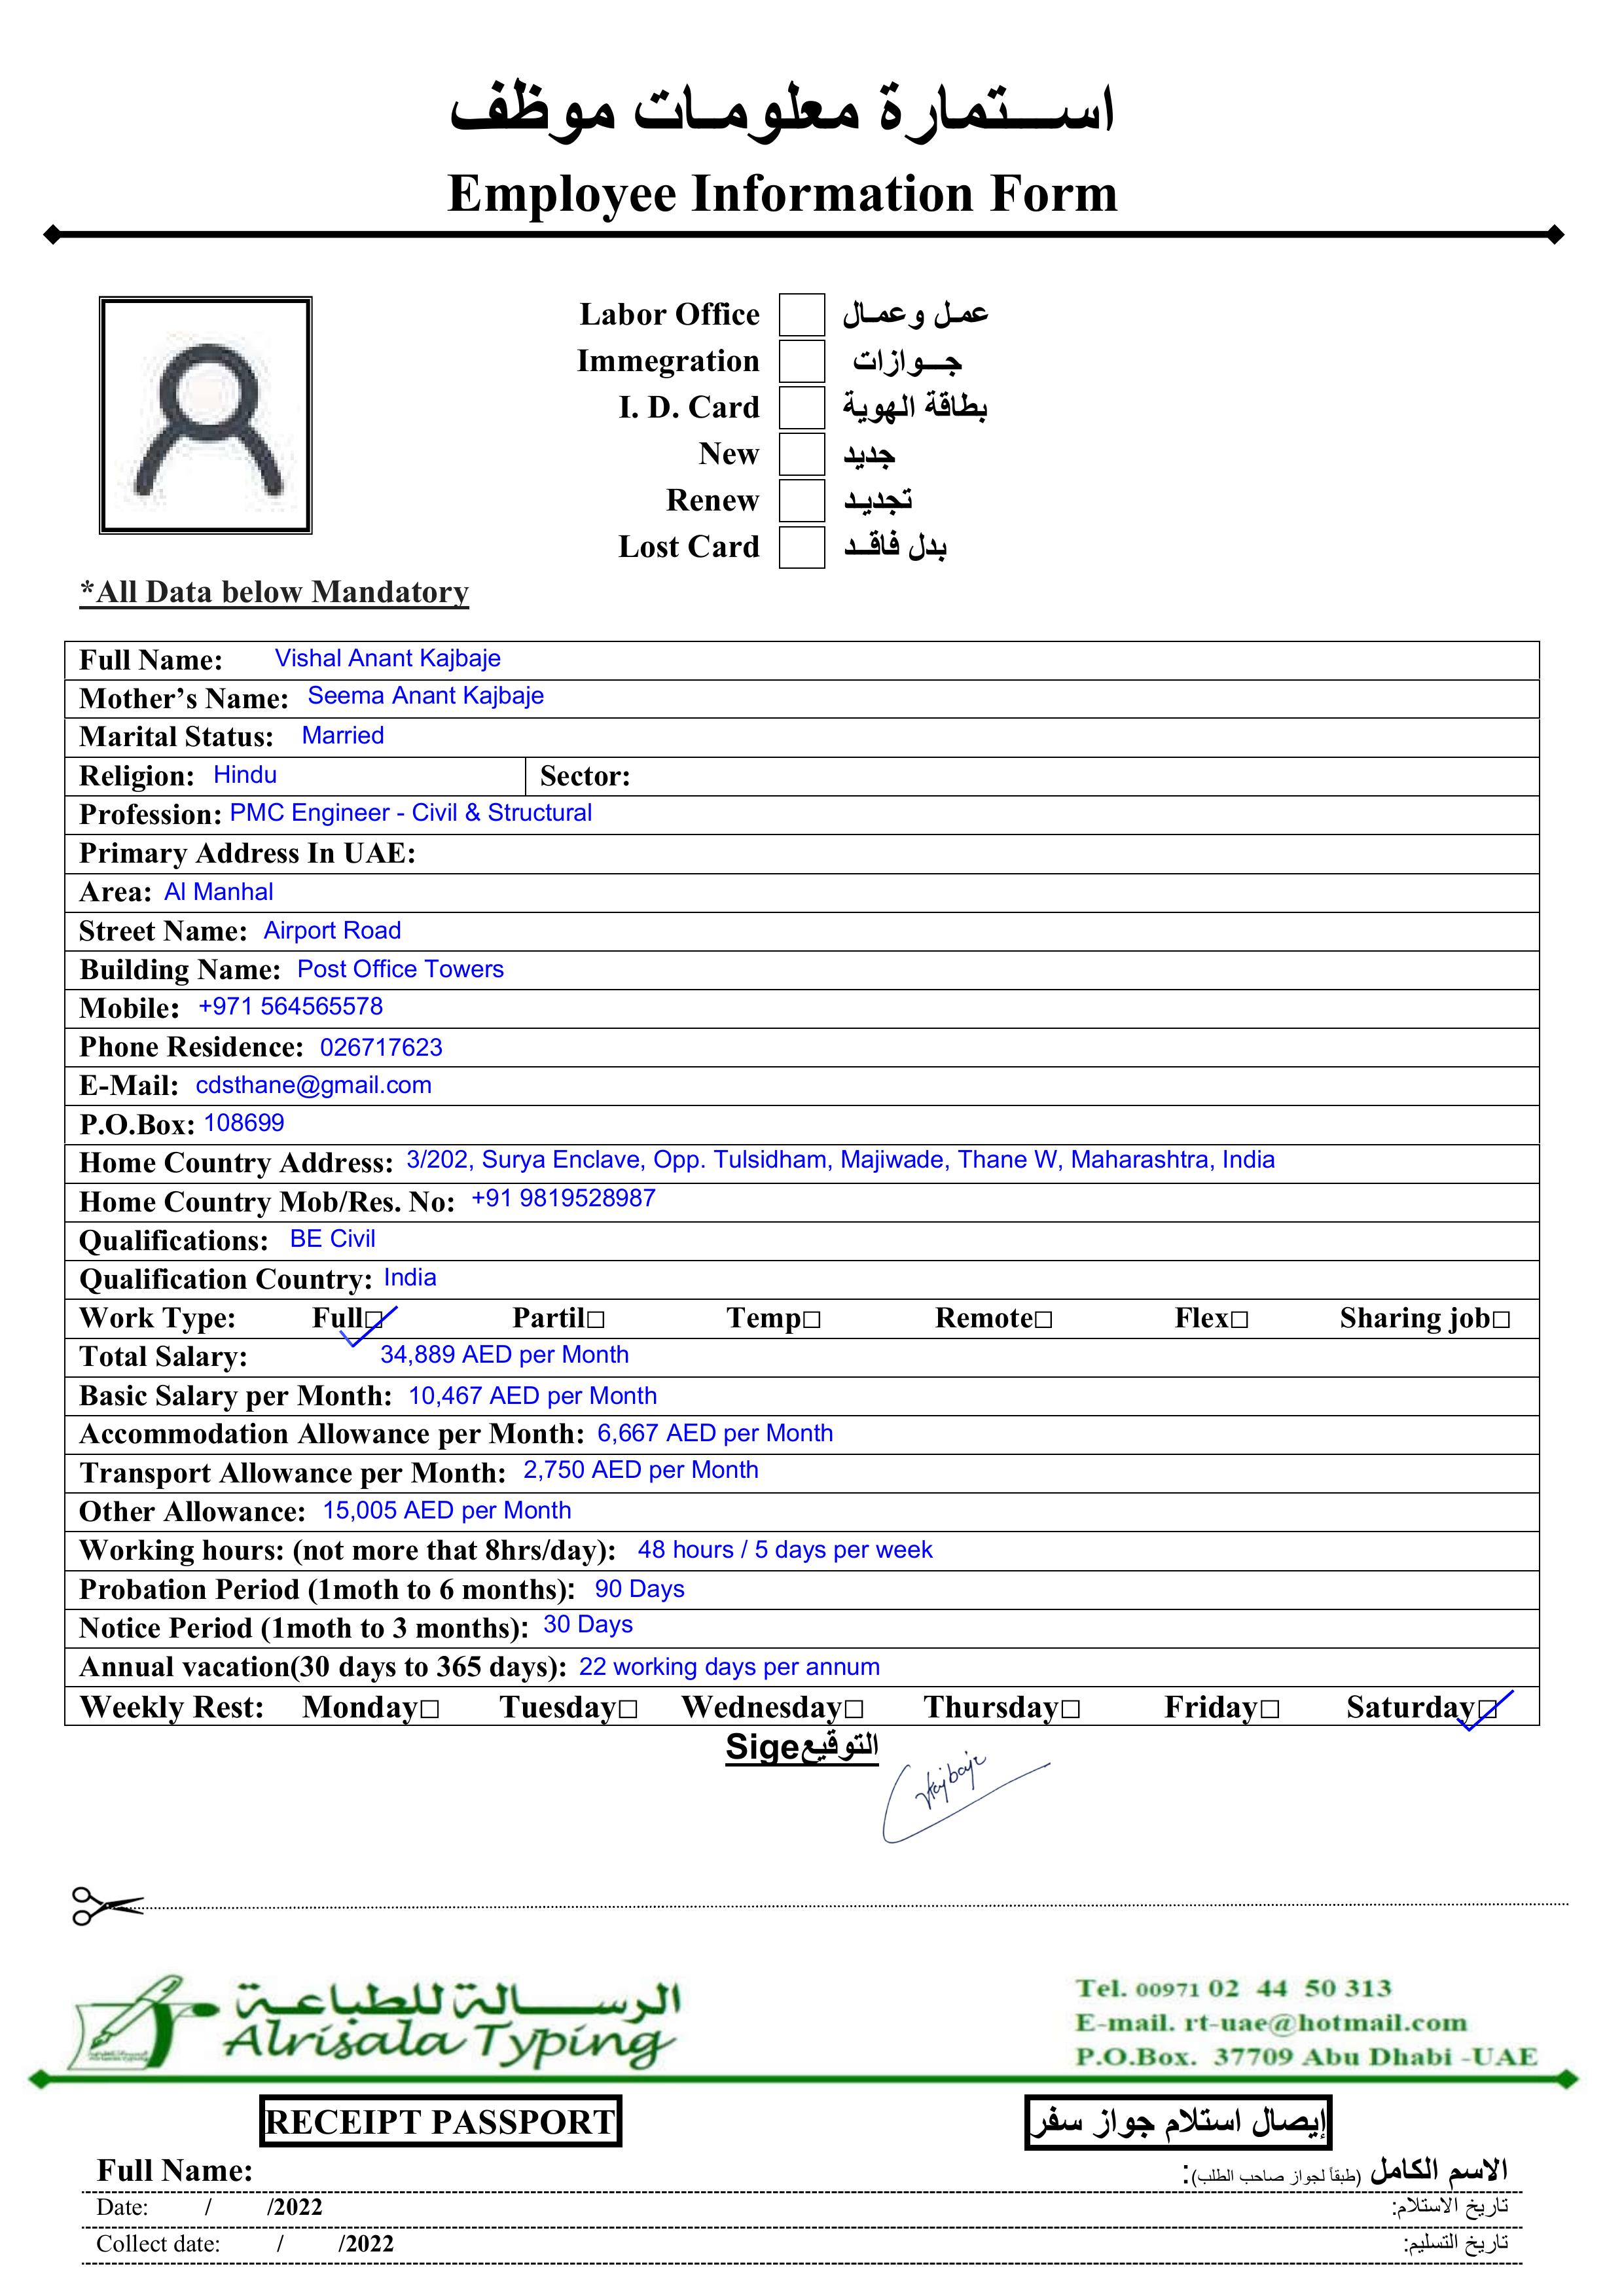 استمارة معلومات موظف
Employee Information Form
Labor Office عمل وعمال
Immegration جوازات
I. D. Card بطاقة الهوية
New جديد
Renew تجديد
Lost Card بدل فاقد
*All Data below Mandatory
Full Name: Vishal Anant Kajbaje
Mother’s Name: Seema Anant Kajbaje
Marital Status: Married
Religion: Hindu Sector:
Profession: PMC Engineer - Civil & Structural
Primary Address In UAE:
Area: Al Manhal
Street Name: Airport Road
Building Name: Post Office Towers
Mobile: +971 564565578
Phone Residence: 026717623
E-Mail: cdsthane@gmail.com
P.O.Box: 108699
Home Country Address: 3/202, Surya Enclave, Opp. Tulsidham, Majiwade, Thane W, Maharashtra, India
Home Country Mob/Res. No: +91 9819528987
Qualifications: BE Civil
Qualification Country: India
Work Type: Full☐ Partil☐ Temp☐ Remote☐ Flex☐ Sharing job☐
Total Salary: 34,889 AED per Month
Basic Salary per Month: 10,467 AED per Month
Accommodation Allowance per Month: 6,667 AED per Month
Transport Allowance per Month: 2,750 AED per Month
Other Allowance: 15,005 AED per Month
Working hours: (not more that 8hrs/day): 48 hours / 5 days per week
Probation Period (1moth to 6 months): 90 Days
Notice Period (1moth to 3 months): 30 Days
Annual vacation(30 days to 365 days): 22 working days per annum
Weekly Rest: Monday☐ Tuesday☐ Wednesday☐ Thursday☐ Friday☐ Saturday☐
Sigeالتوقيع
Vkajbaje
الرسالة للطباعة
Alrisala Typing
Tel. 00971 02 44 50 313
E-mail. rt-uae@hotmail.com
P.O.Box. 37709 Abu Dhabi -UAE
RECEIPT PASSPORT إيصال استلام جواز سفر
Full Name: الاسم الكامل (طبقاً لجواز صاحب الطلب):
Date: / /2022 تاريخ الاستلام:
Collect date: / /2022 تاريخ التسليم: